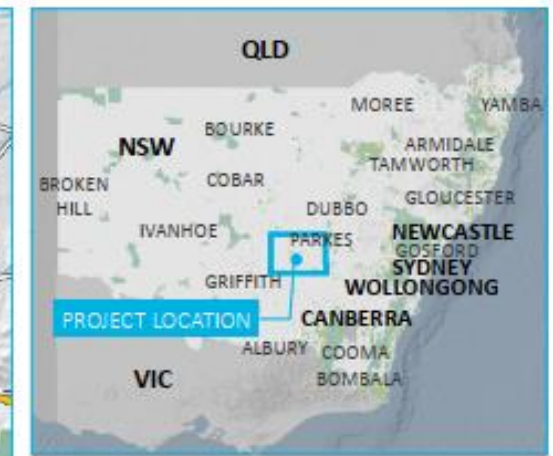 QLD
MOREE
YAMBA
BOURKE
NSW
ARMIDALE
TAMWORTH
COBAR
BROKEN
HILL
GLOUCESTER
DUBBO
IVANHOE
PARKES
NEWCASTLE
GOSFORD
SYDNEY
GRIFFITH
WOLLONGONG
PROJECT LOCATION
CANBERRA
ALBURY
COOMA
VIC
BOMBALA